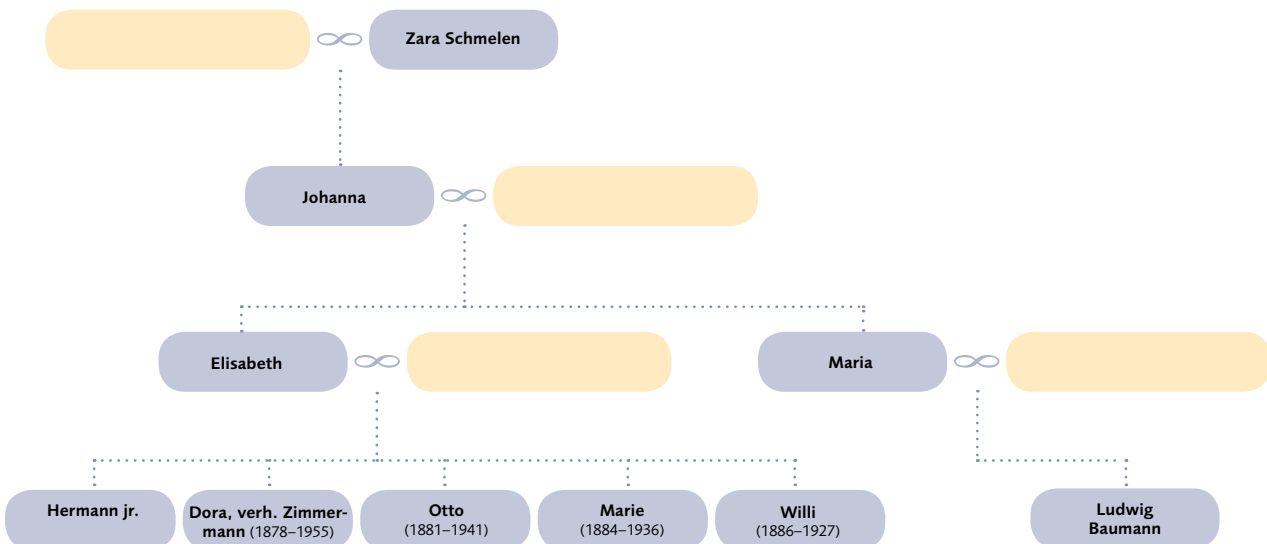 Zara Schmelen
Johanna
Elisabeth
Maria
Hermann jr.
Dora, verh. Zimmer-
mann (1878–1955)
Otto
(1881–1941)
Marie
(1884–1936)
Willi
(1886–1927)
Ludwig
Baumann